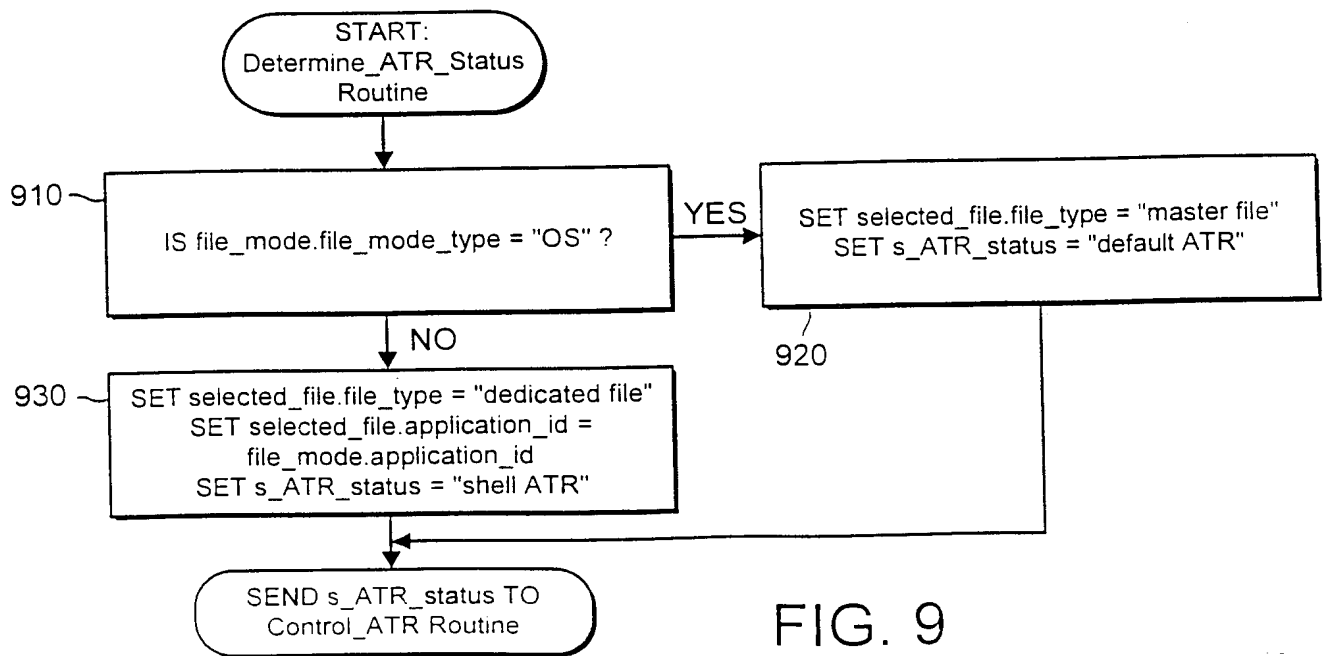 START:
Determine_ATR_Status
Routine
910
IS file_mode.file_mode_type = "OS" ?
YES
SET selected_file.file_type = "master file"
SET s_ATR_status = "default ATR"
920
NO
930
SET selected_file.file_type = "dedicated file"
SET selected_file.application_id =
file_mode.application_id
SET s_ATR_status = "shell ATR"
SEND s_ATR_status TO
Control_ATR Routine
FIG. 9